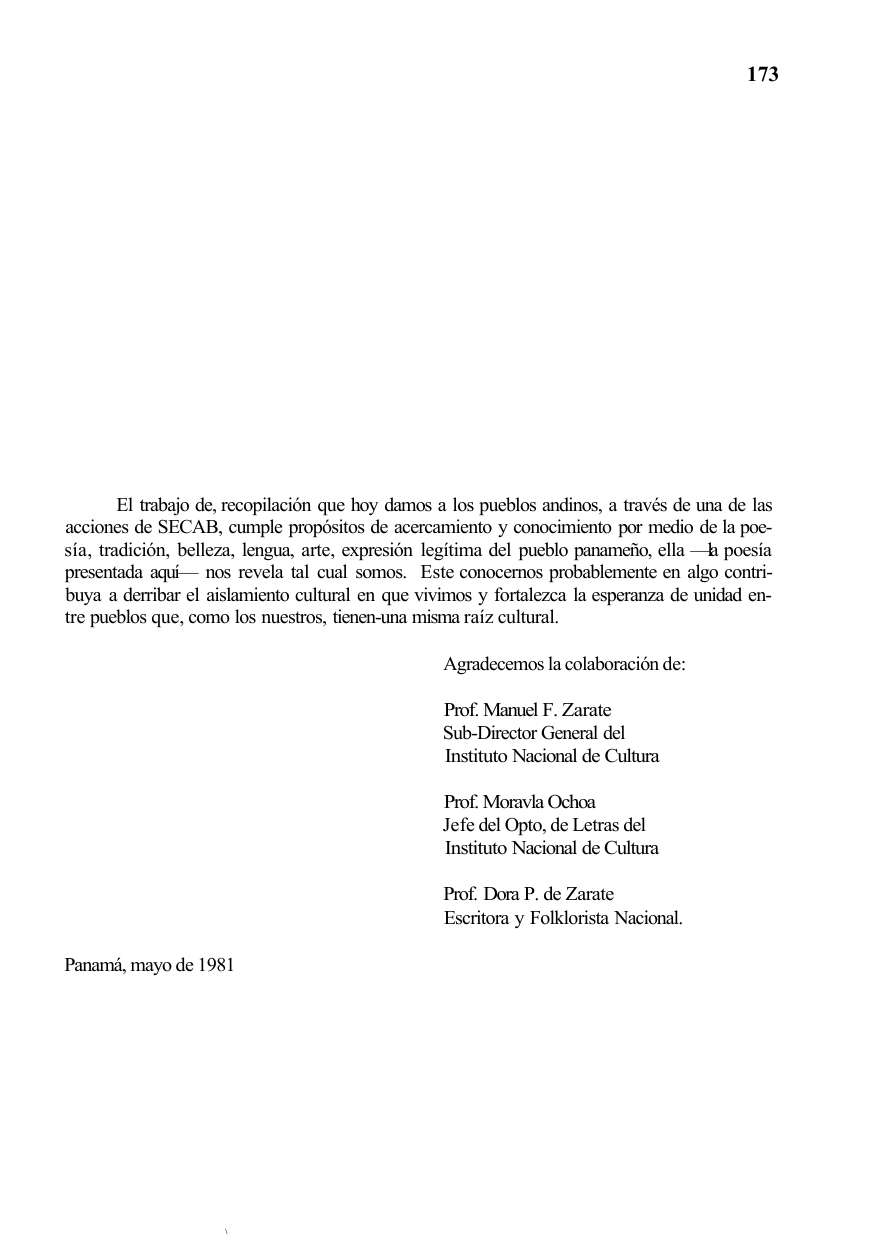 173
El trabajo de, recopilación que hoy damos a los pueblos andinos, a través de una de las
acciones de SECAB, cumple propósitos de acercamiento y conocimiento por medio de la poe-
sía, tradición, belleza, lengua, arte, expresión legítima del pueblo panameño, ella —la poesía
presentada aquí— nos revela tal cual somos. Este conocernos probablemente en algo contri-
buya a derribar el aislamiento cultural en que vivimos y fortalezca la esperanza de unidad en-
tre pueblos que, como los nuestros, tienen-una misma raíz cultural.
Agradecemos la colaboración de:
Prof. Manuel F. Zarate
Sub-Director General del
Instituto Nacional de Cultura
Prof. Moravla Ochoa
Jefe del Opto, de Letras del
Instituto Nacional de Cultura
Prof. Dora P. de Zarate
Escritora y Folklorista Nacional.
Panamá, mayo de 1981
\